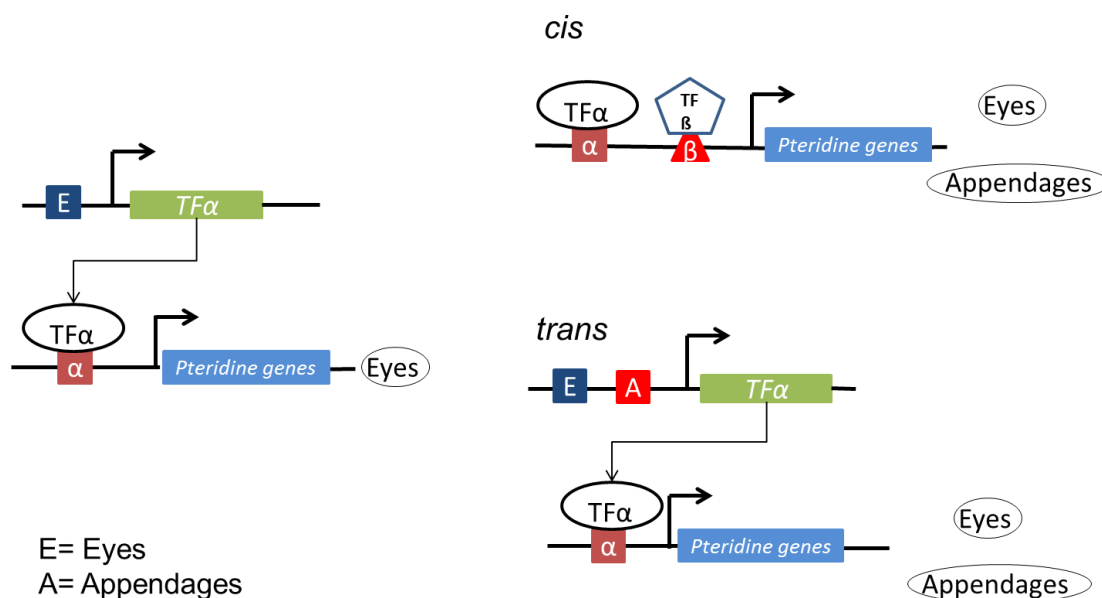 E
TFα
TFα
α
Pteridine genes
Eyes
E= Eyes
A= Appendages
cis
TFα
TF
ß
α
β
Pteridine genes
Eyes
Appendages
trans
E
A
TFα
TFα
α
Pteridine genes
Eyes
Appendages